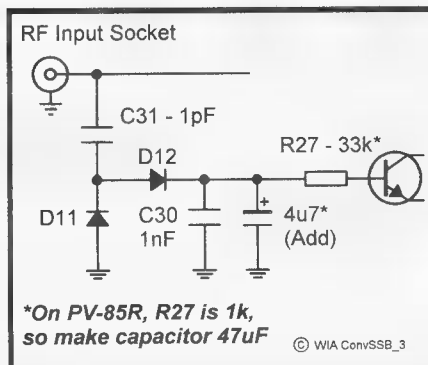 RF Input Socket
C31 - 1pF
D12
R27 - 33k*
D11
C30
1nF
+
4u7*
(Add)
*On PV-85R, R27 is 1k,
so make capacitor 47uF
© WIA ConvSSB_3